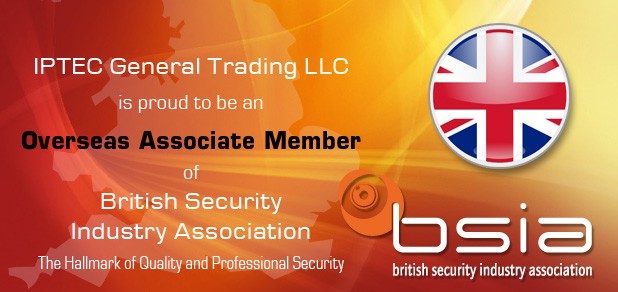 IPTEC General Trading LLC
is proud to be an
Overseas Associate Member
of
British Security
Industry Association
The Hallmark of Quality and Professional Security
bsia
british security industry association